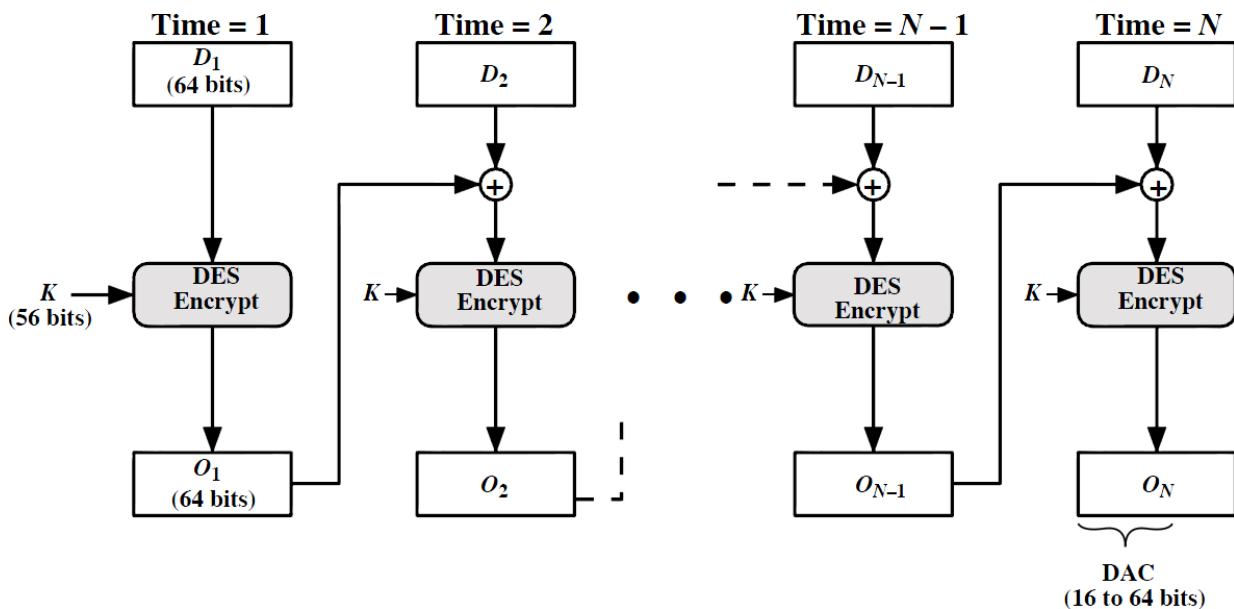 Time = 1
Time = 2
Time = N – 1
Time = N
D1
(64 bits)
D2
DN–1
DN
+
+
+
K
(56 bits)
DES
Encrypt
K
DES
Encrypt
• • •
K
DES
Encrypt
K
DES
Encrypt
O1
(64 bits)
O2
ON–1
ON
DAC
(16 to 64 bits)